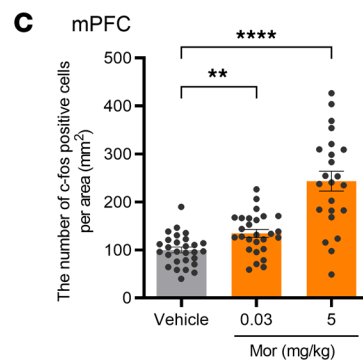 C mPFC
****
**
The number of c-fos positive cells
per area (mm²)
500
400
300
200
100
0
Vehicle 0.03 5
Mor (mg/kg)